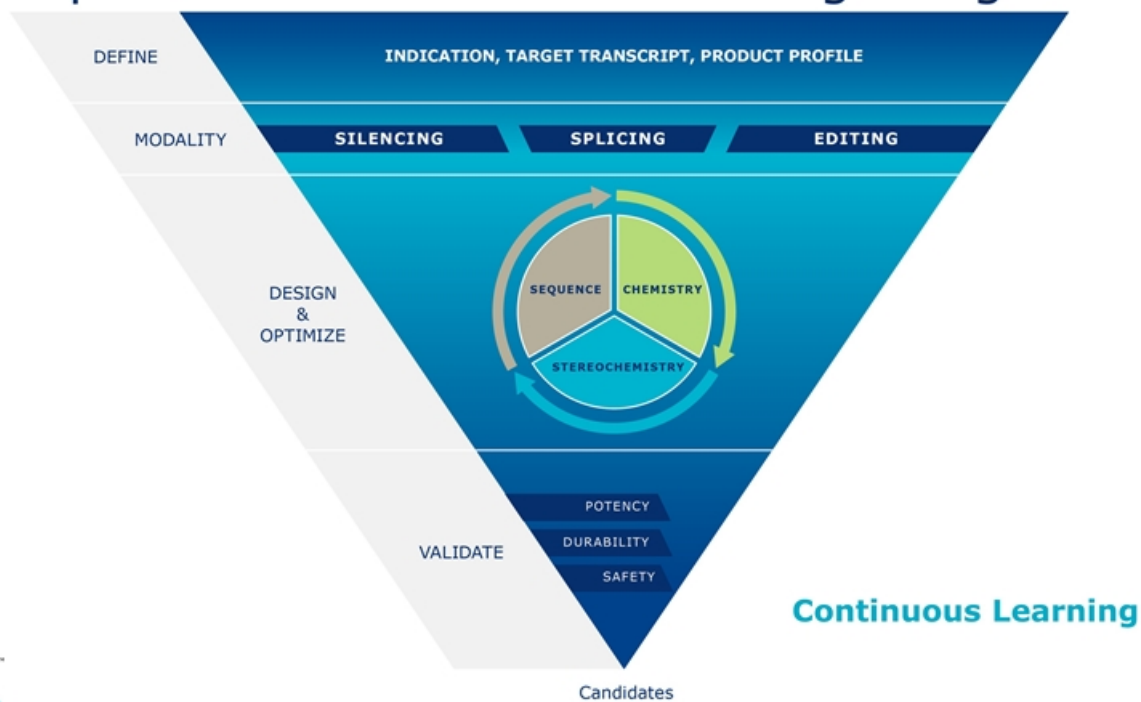 DEFINE
INDICATION, TARGET TRANSCRIPT, PRODUCT PROFILE
MODALITY
SILENCING
SPLICING
EDITING
SEQUENCE
CHEMISTRY
STEREOCHEMISTRY
DESIGN
&
OPTIMIZE
POTENCY
DURABILITY
SAFETY
VALIDATE
Continuous Learning
Candidates